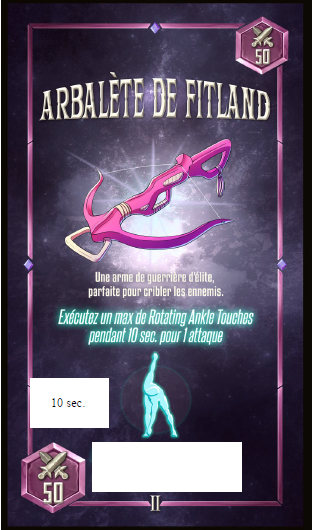 50
ARBALÈTE DE FITLAND
Une arme de guerrière d'élite,
parfaite pour cribler les ennemis.
Exécutez un max de Rotating Ankle Touches
pendant 10 sec. pour 1 attaque
10 sec.
50
II